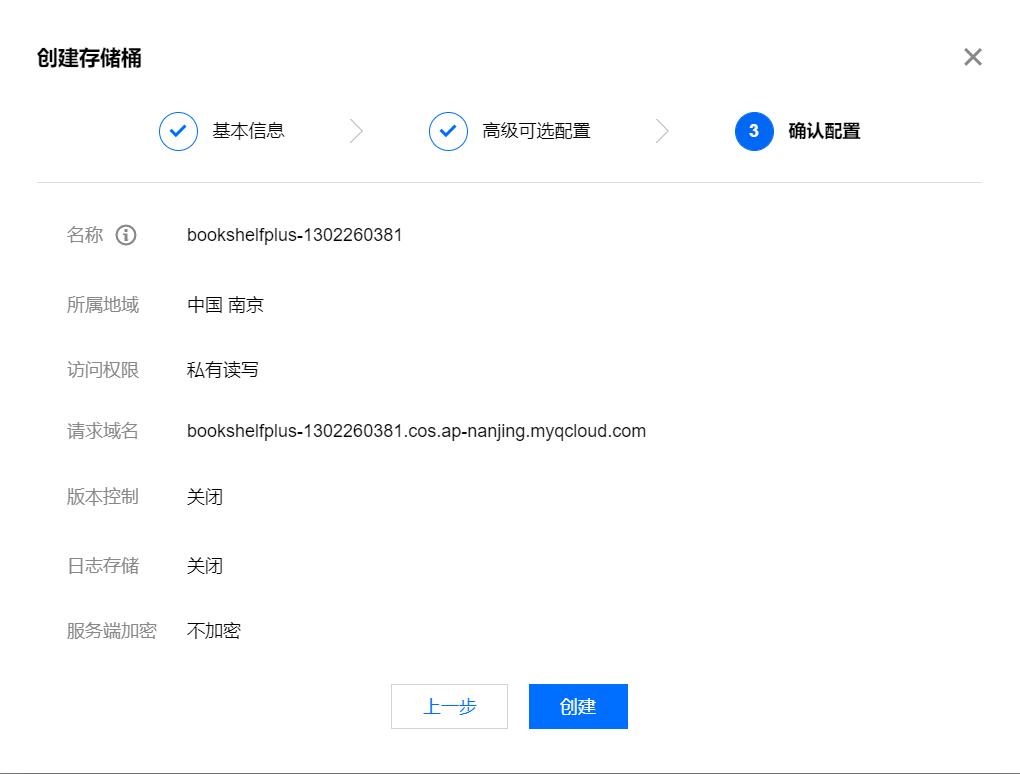 创建存储桶
基本信息
高级可选配置
3 确认配置
名称 bookshelfplus-1302260381
所属地域 中国 南京
访问权限 私有读写
请求域名 bookshelfplus-1302260381.cos.ap-nanjing.myqcloud.com
版本控制 关闭
日志存储 关闭
服务端加密 不加密
上一步 创建